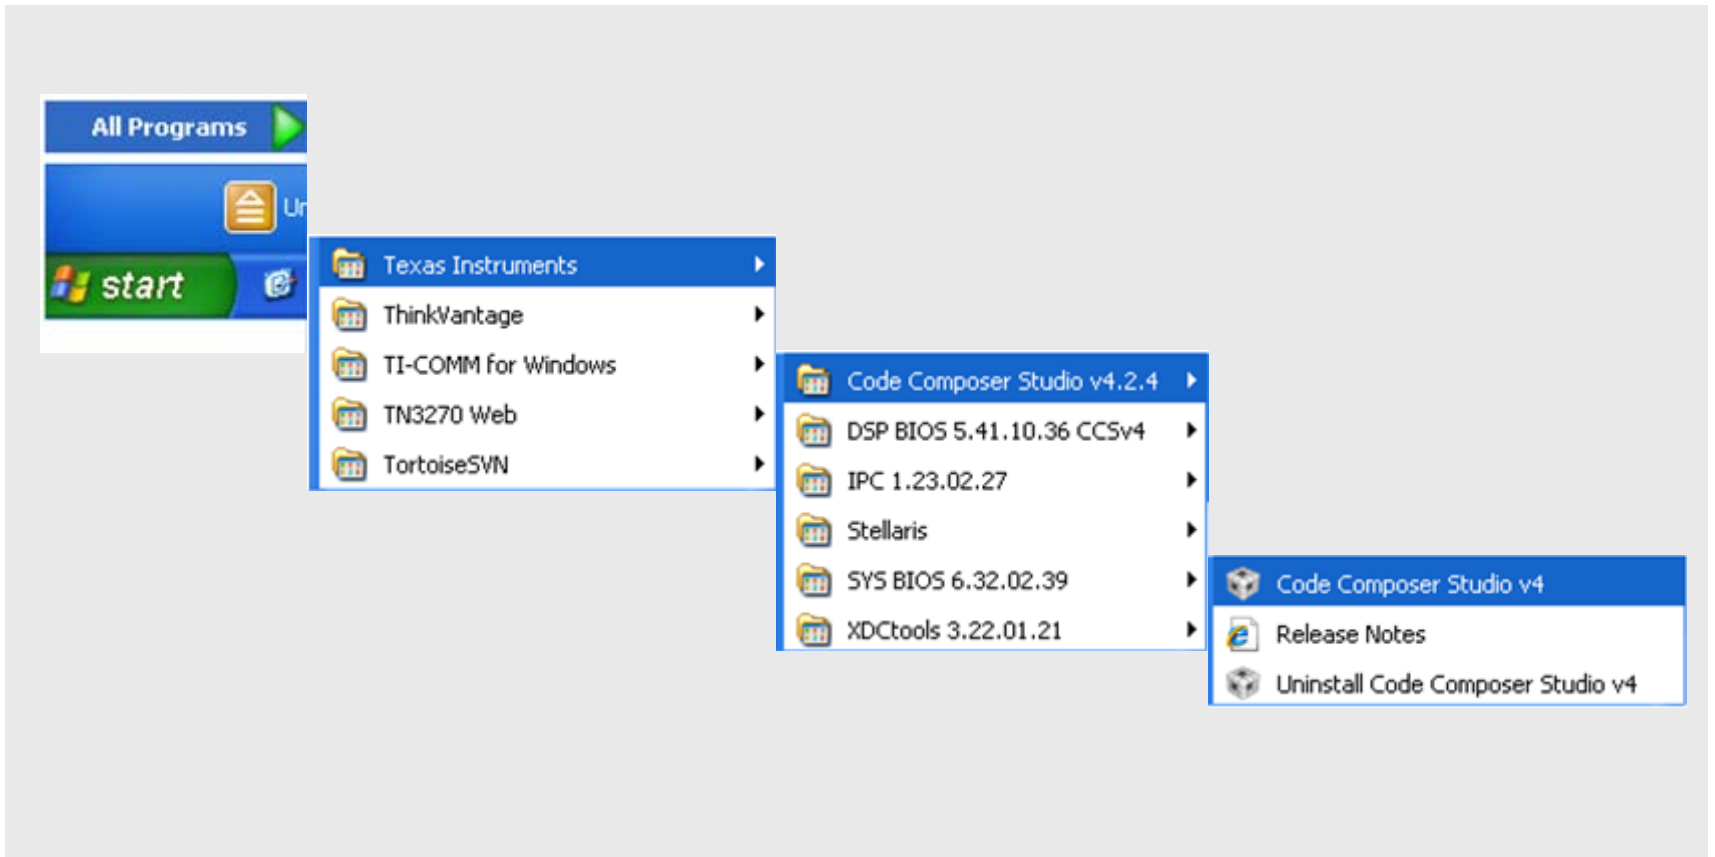 All Programs
Un
start
Texas Instruments
ThinkVantage
TI-COMM for Windows
TN3270 Web
TortoiseSVN
Code Composer Studio v4.2.4
DSP BIOS 5.41.10.36 CCSv4
IPC 1.23.02.27
Stellaris
SYS BIOS 6.32.02.39
XDCtools 3.22.01.21
Code Composer Studio v4
Release Notes
Uninstall Code Composer Studio v4